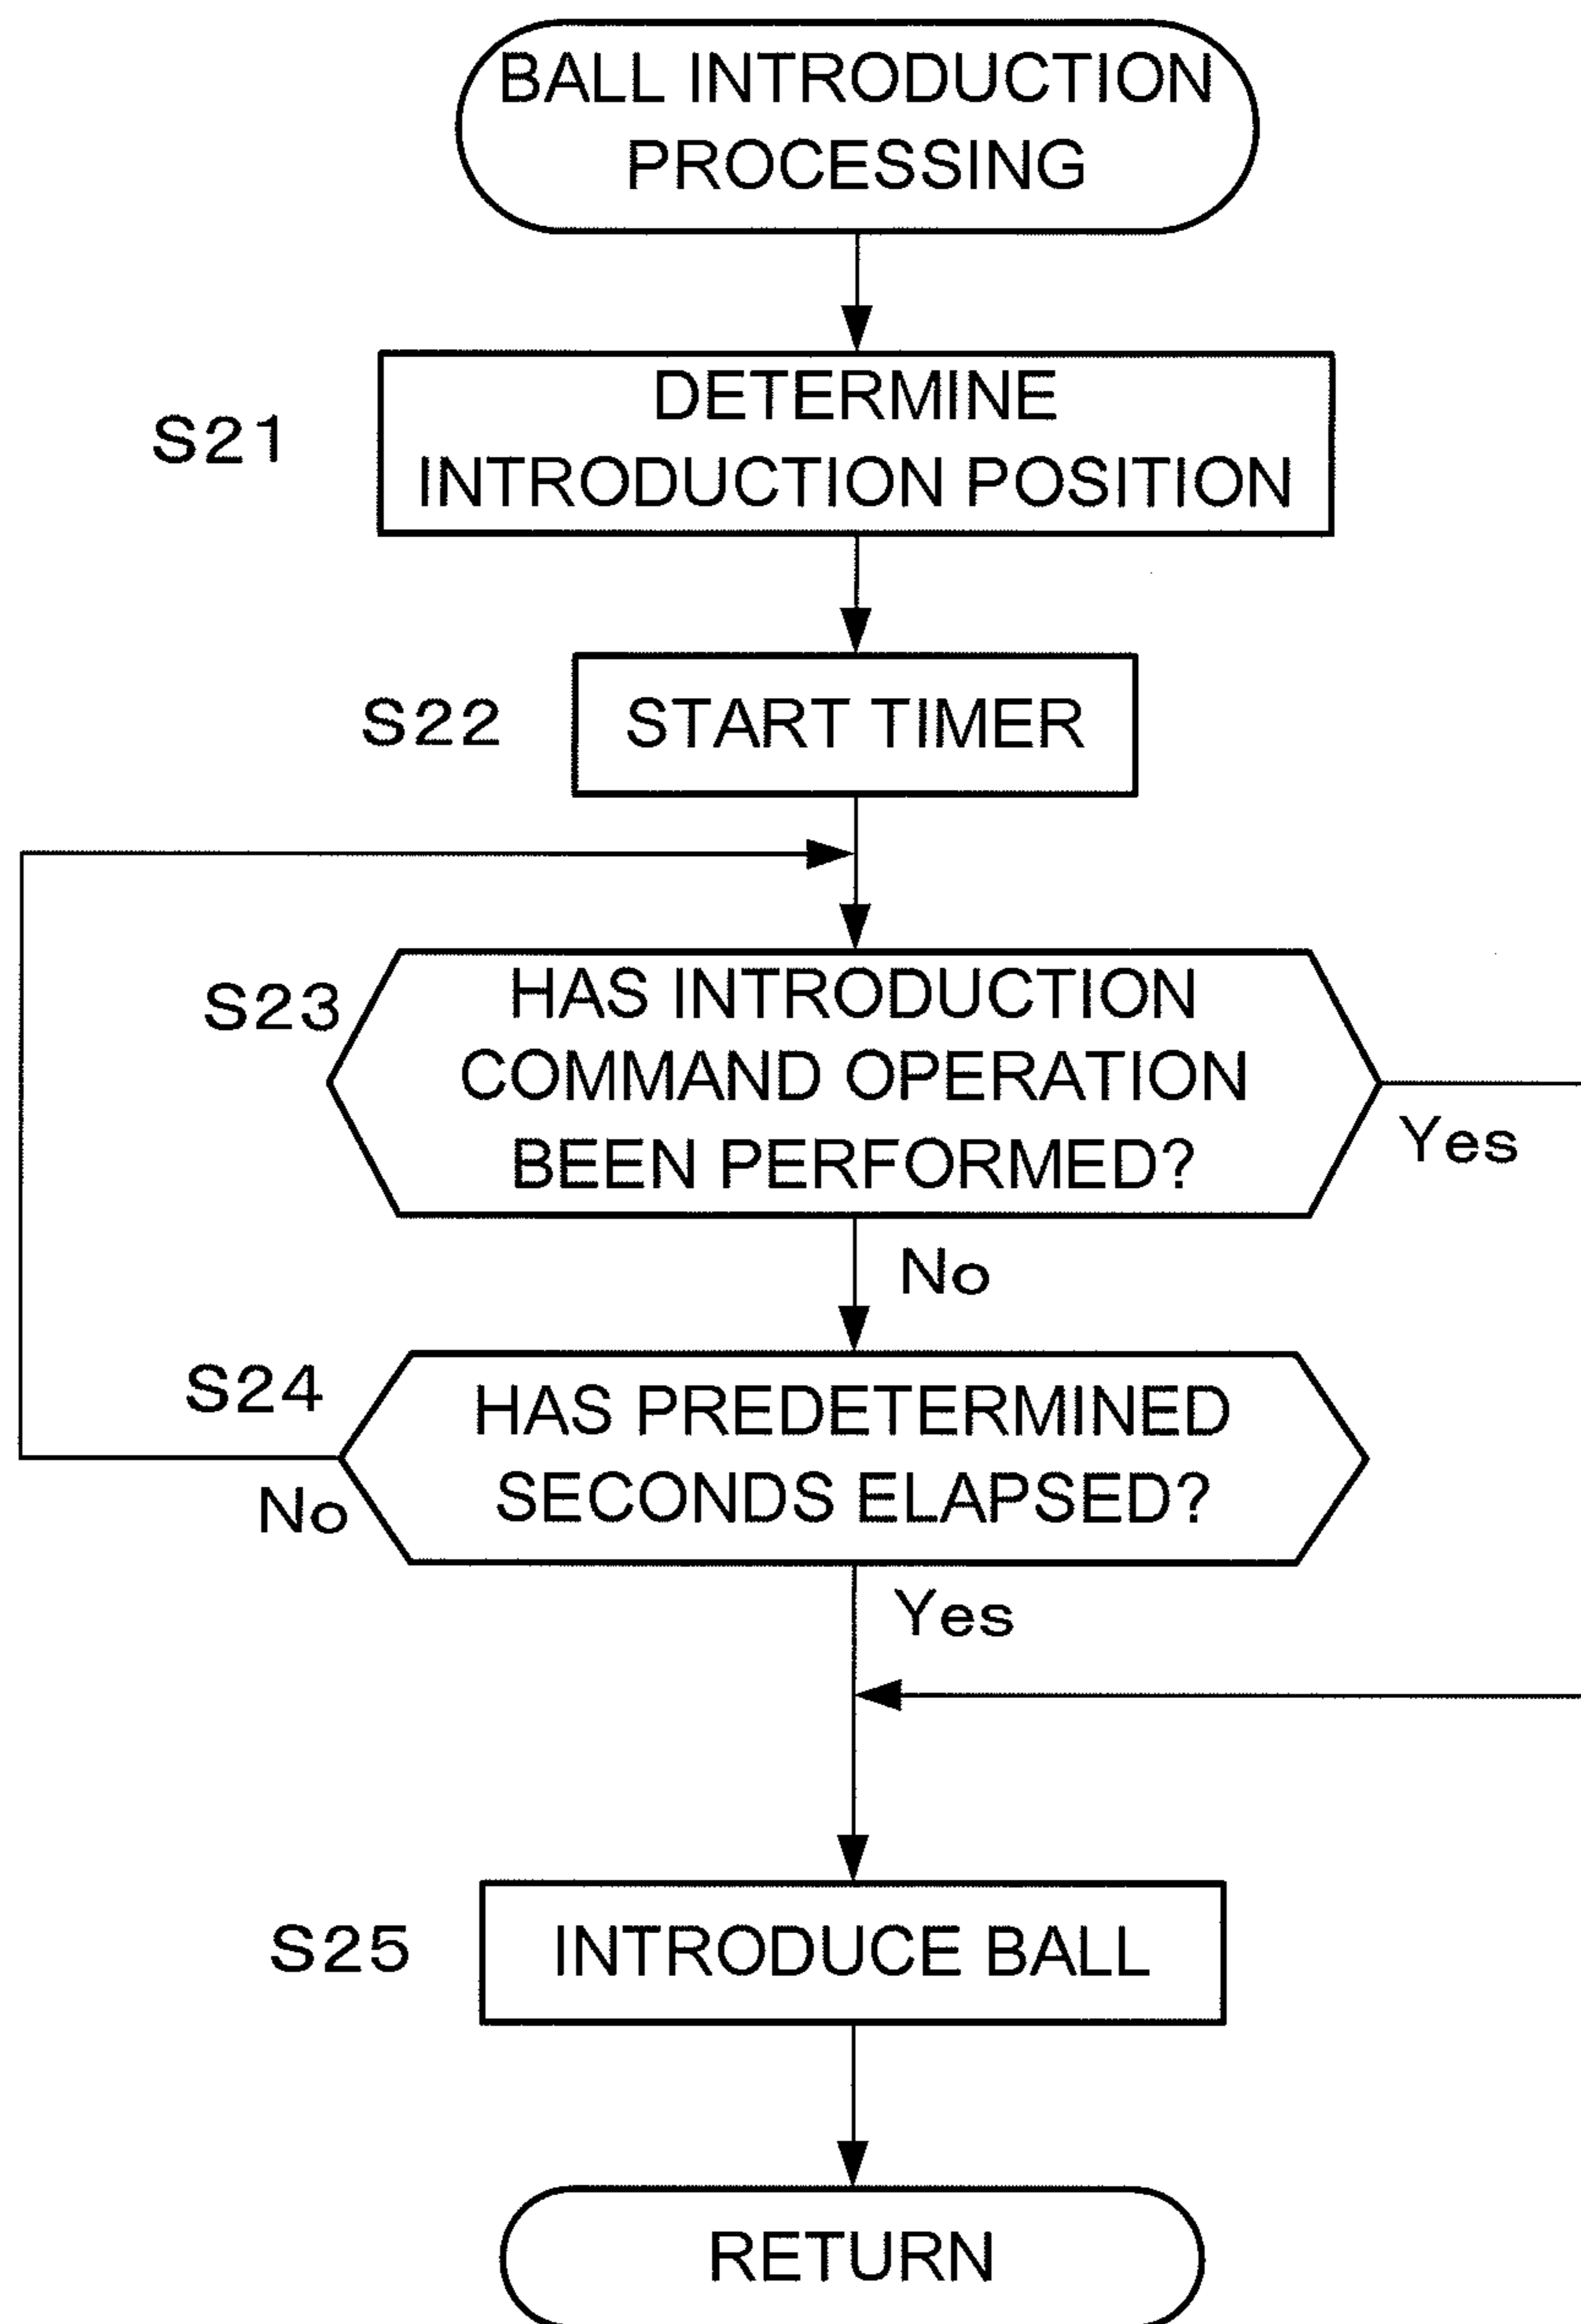 BALL INTRODUCTION
PROCESSING
S21
DETERMINE
INTRODUCTION POSITION
S22
START TIMER
S23
HAS INTRODUCTION
COMMAND OPERATION
BEEN PERFORMED?
Yes
No
S24
HAS PREDETERMINED
SECONDS ELAPSED?
No
Yes
S25
INTRODUCE BALL
RETURN